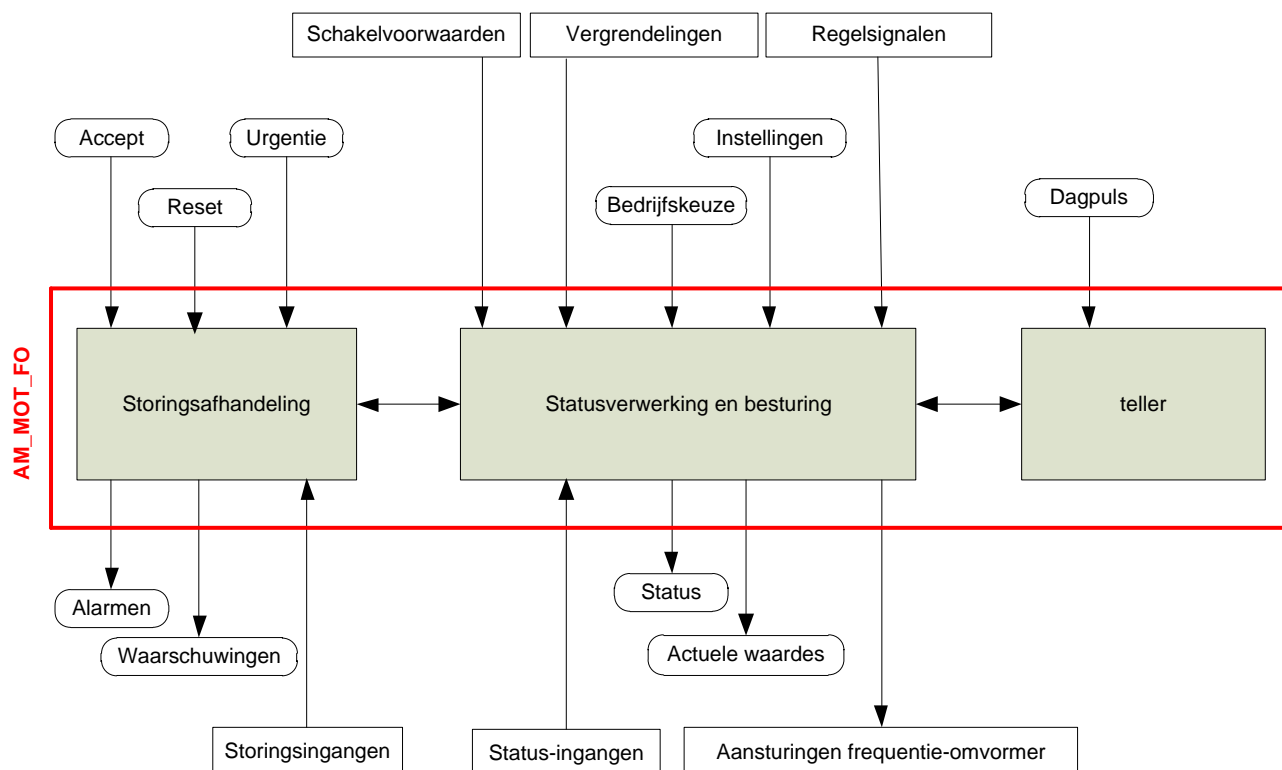 Schakelvoorwaarden
Vergrendelingen
Regelsignalen
Accept
Urgentie
Instellingen
Reset
Bedrijfskeuze
Dagpuls
AM_MOT_FO
Storingsafhandeling
Statusverwerking en besturing
teller
Alarmen
Status
Waarschuwingen
Actuele waardes
Storingsingangen
Status-ingangen
Aansturingen frequentie-omvormer